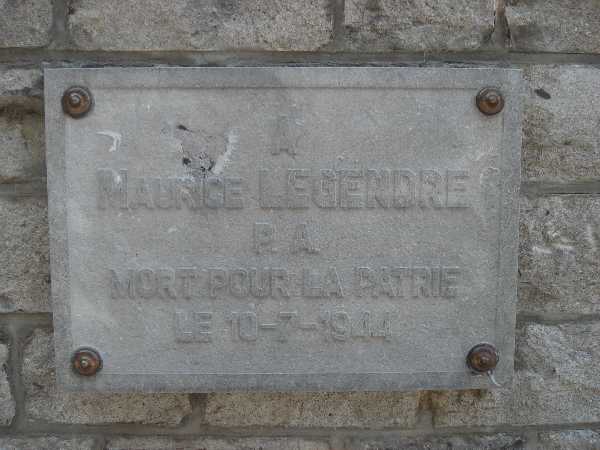 A
MAURICE LEGENDRE
P. A.
MORT POUR LA PATRIE
LE 10-7-1944